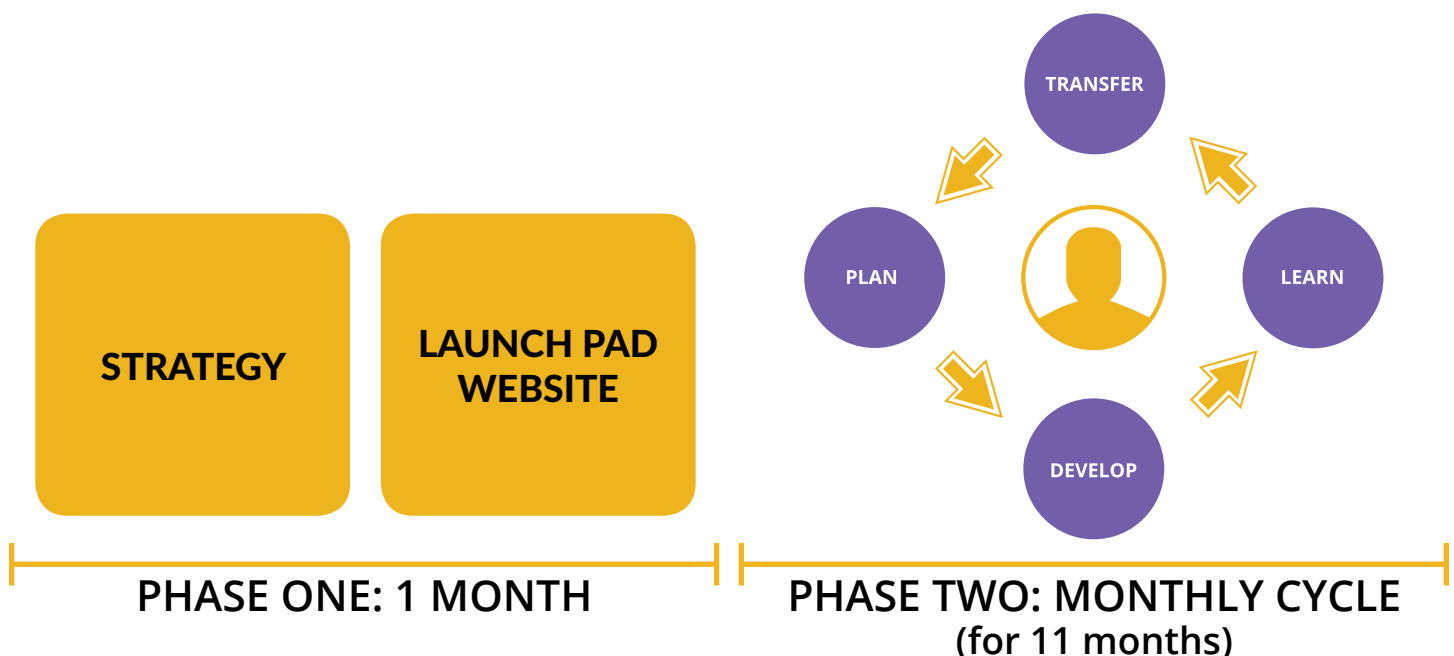 STRATEGY
LAUNCH PAD
WEBSITE
PHASE ONE: 1 MONTH
TRANSFER
PLAN
LEARN
DEVELOP
PHASE TWO: MONTHLY CYCLE
(for 11 months)